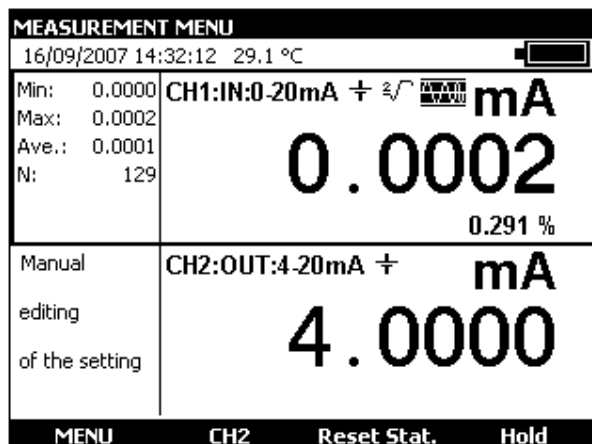 MEASUREMENT MENU
16/09/2007 14:32:12 29.1 °C
Min: 0.0000
Max: 0.0002
Ave.: 0.0001
N: 129
CH1:IN:0-20mA mA
0.0002
0.291 %
Manual
editing
of the setting
CH2:OUT:4-20mA mA
4.0000
MENU CH2 Reset Stat. Hold